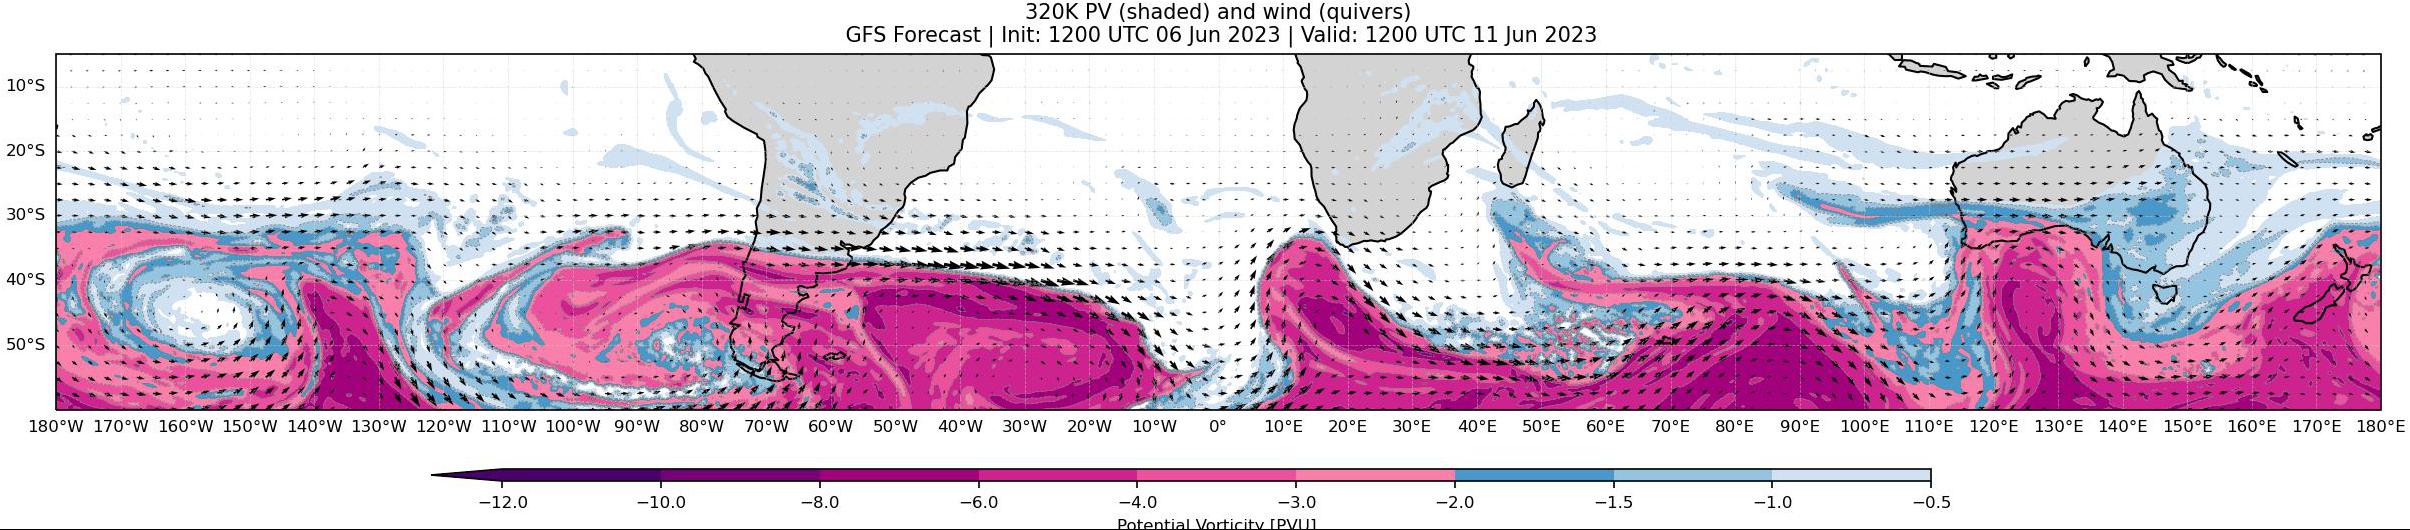 320K PV (shaded) and wind (quivers)
GFS Forecast | Init: 1200 UTC 06 Jun 2023 | Valid: 1200 UTC 11 Jun 2023
10°S
20°S
30°S
40°S
50°S
180°W 170°W 160°W 150°W 140°W 130°W 120°W 110°W 100°W 90°W 80°W 70°W 60°W 50°W 40°W 30°W 20°W 10°W 0° 10°E 20°E 30°E 40°E 50°E 60°E 70°E 80°E 90°E 100°E 110°E 120°E 130°E 140°E 150°E 160°E 170°E 180°E
−12.0 −10.0 −8.0 −6.0 −4.0 −3.0 −2.0 −1.5 −1.0 −0.5
Potential Vorticity [PVU]